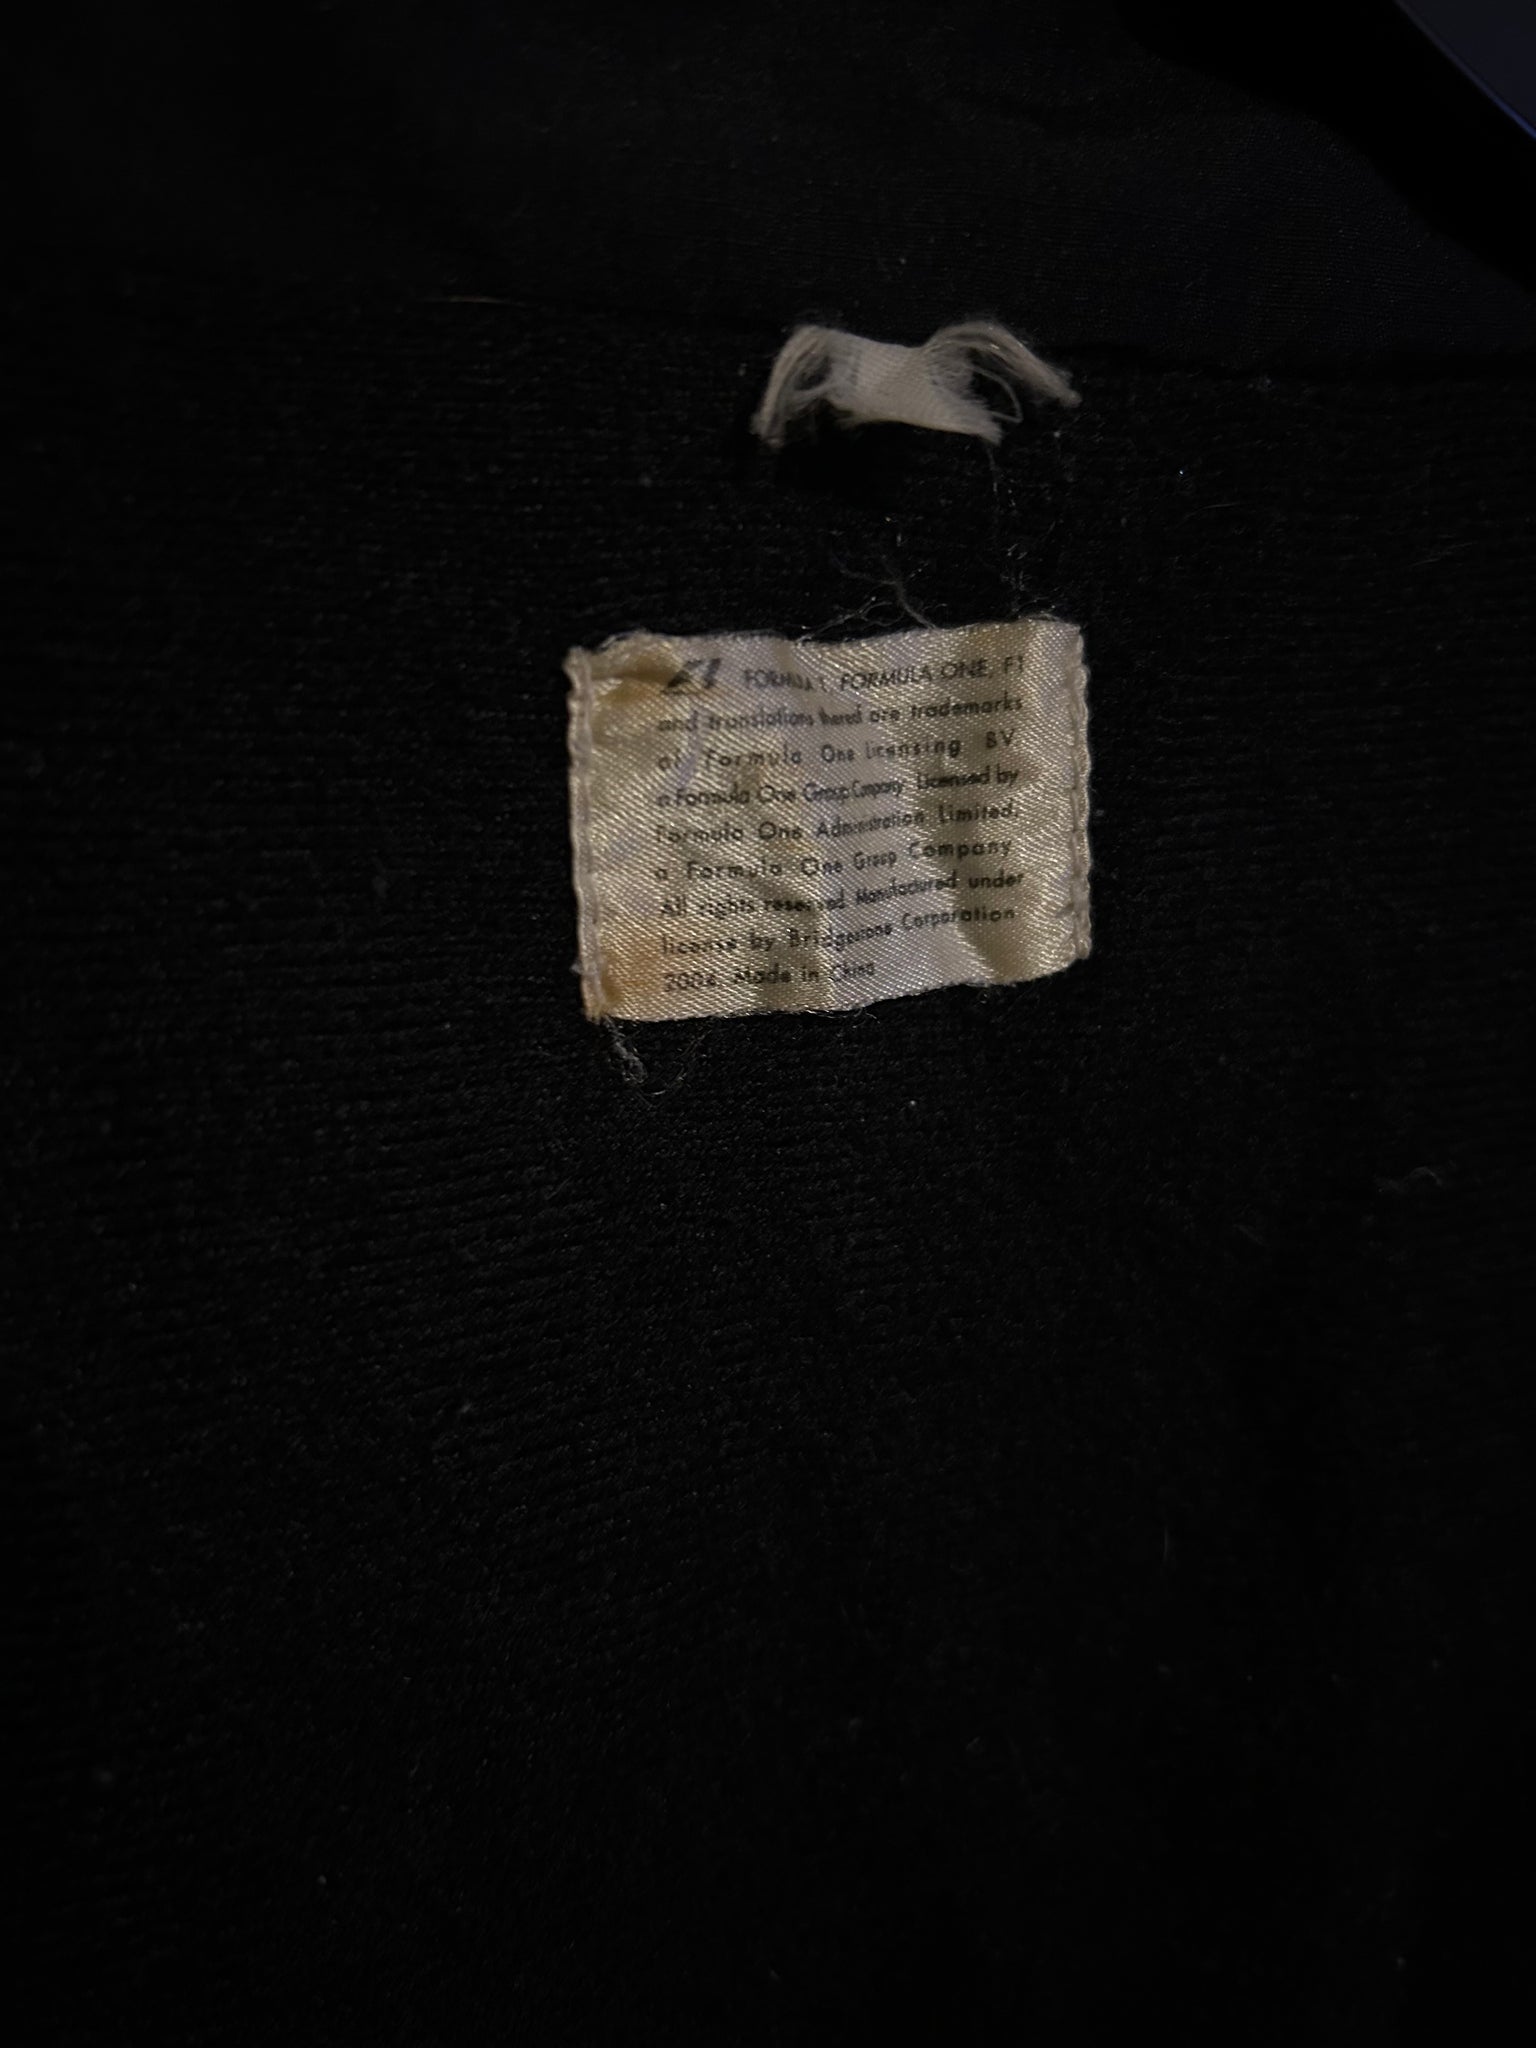 F1 FORMULA 1, FORMULA ONE, F1
and translations thereof are trademarks
of Formula One Licensing BV
a Formula One Group Company Licensed by
Formula One Administration Limited,
a Formula One Group Company
All rights reserved Manufactured under
license by Bridgestone Corporation
Made in China